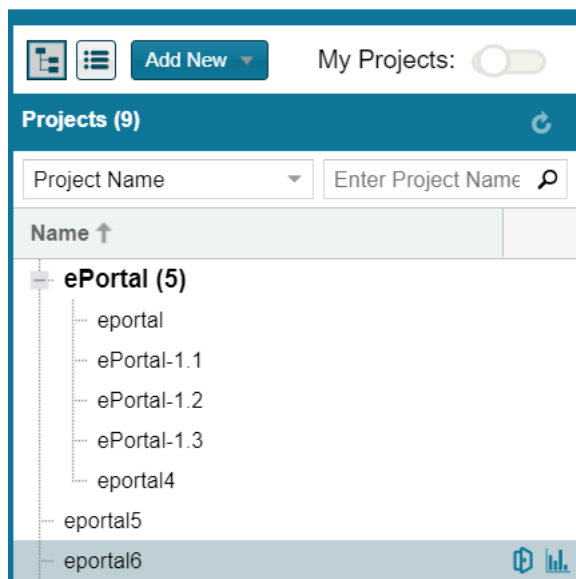 Add New
My Projects:
Projects (9)
Project Name
Enter Project Name
Name
ePortal (5)
eportal
ePortal-1.1
ePortal-1.2
ePortal-1.3
eportal4
eportal5
eportal6